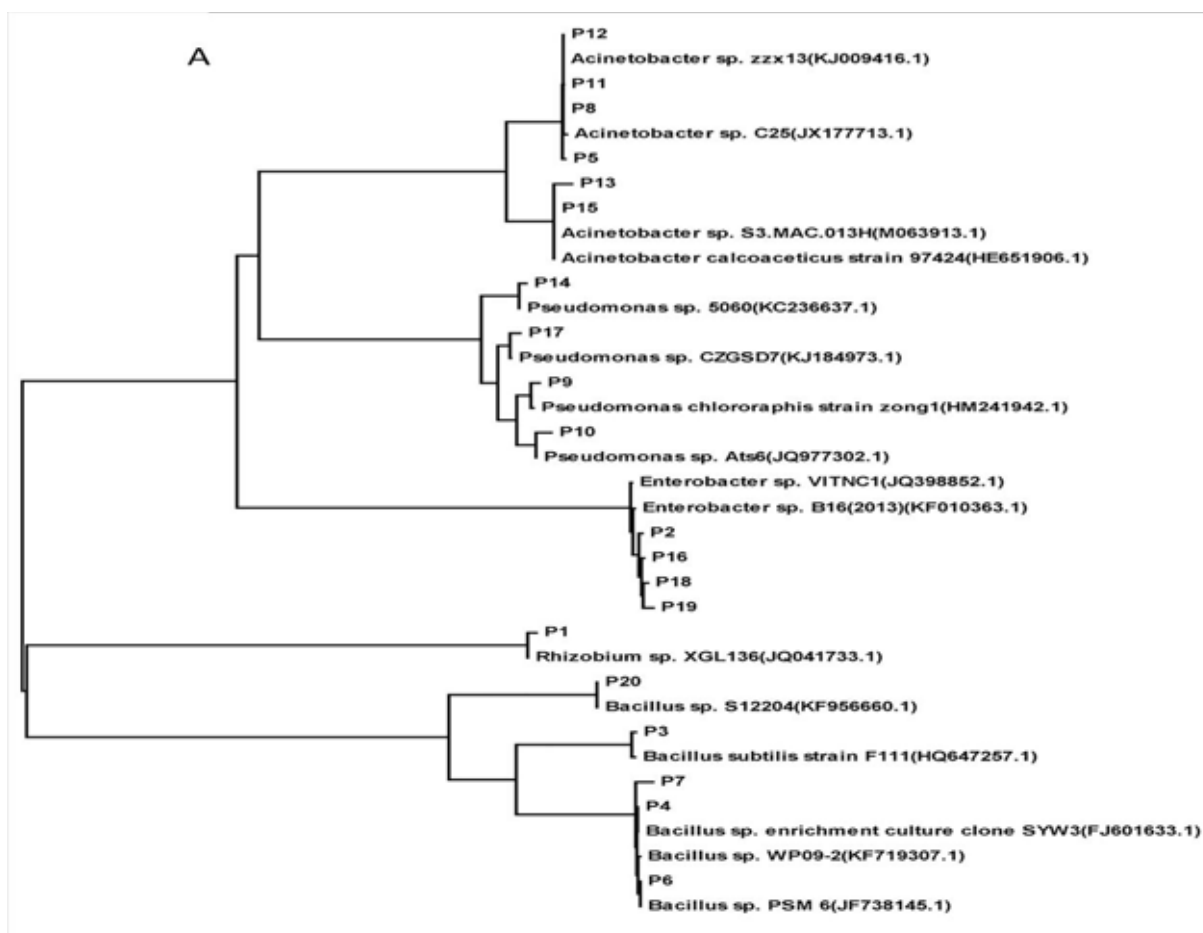 A
P12
Acinetobacter sp. zzx13(KJ009416.1)
P11
P8
Acinetobacter sp. C25(JX177713.1)
P5
P13
P15
Acinetobacter sp. S3.MAC.013H(M063913.1)
Acinetobacter calcoaceticus strain 97424(HE651906.1)
P14
Pseudomonas sp. 5060(KC236637.1)
P17
Pseudomonas sp. CZGSD7(KJ184973.1)
P9
Pseudomonas chlororaphis strain zong1(HM241942.1)
P10
Pseudomonas sp. Ats6(JQ977302.1)
Enterobacter sp. VITNC1(JQ398852.1)
Enterobacter sp. B16(2013)(KF010363.1)
P2
P16
P18
P19
P1
Rhizobium sp. XGL136(JQ041733.1)
P20
Bacillus sp. S12204(KF956660.1)
P3
Bacillus subtilis strain F111(HQ647257.1)
P7
P4
Bacillus sp. enrichment culture clone SYW3(FJ601633.1)
Bacillus sp. WP09-2(KF719307.1)
P6
Bacillus sp. PSM 6(JF738145.1)